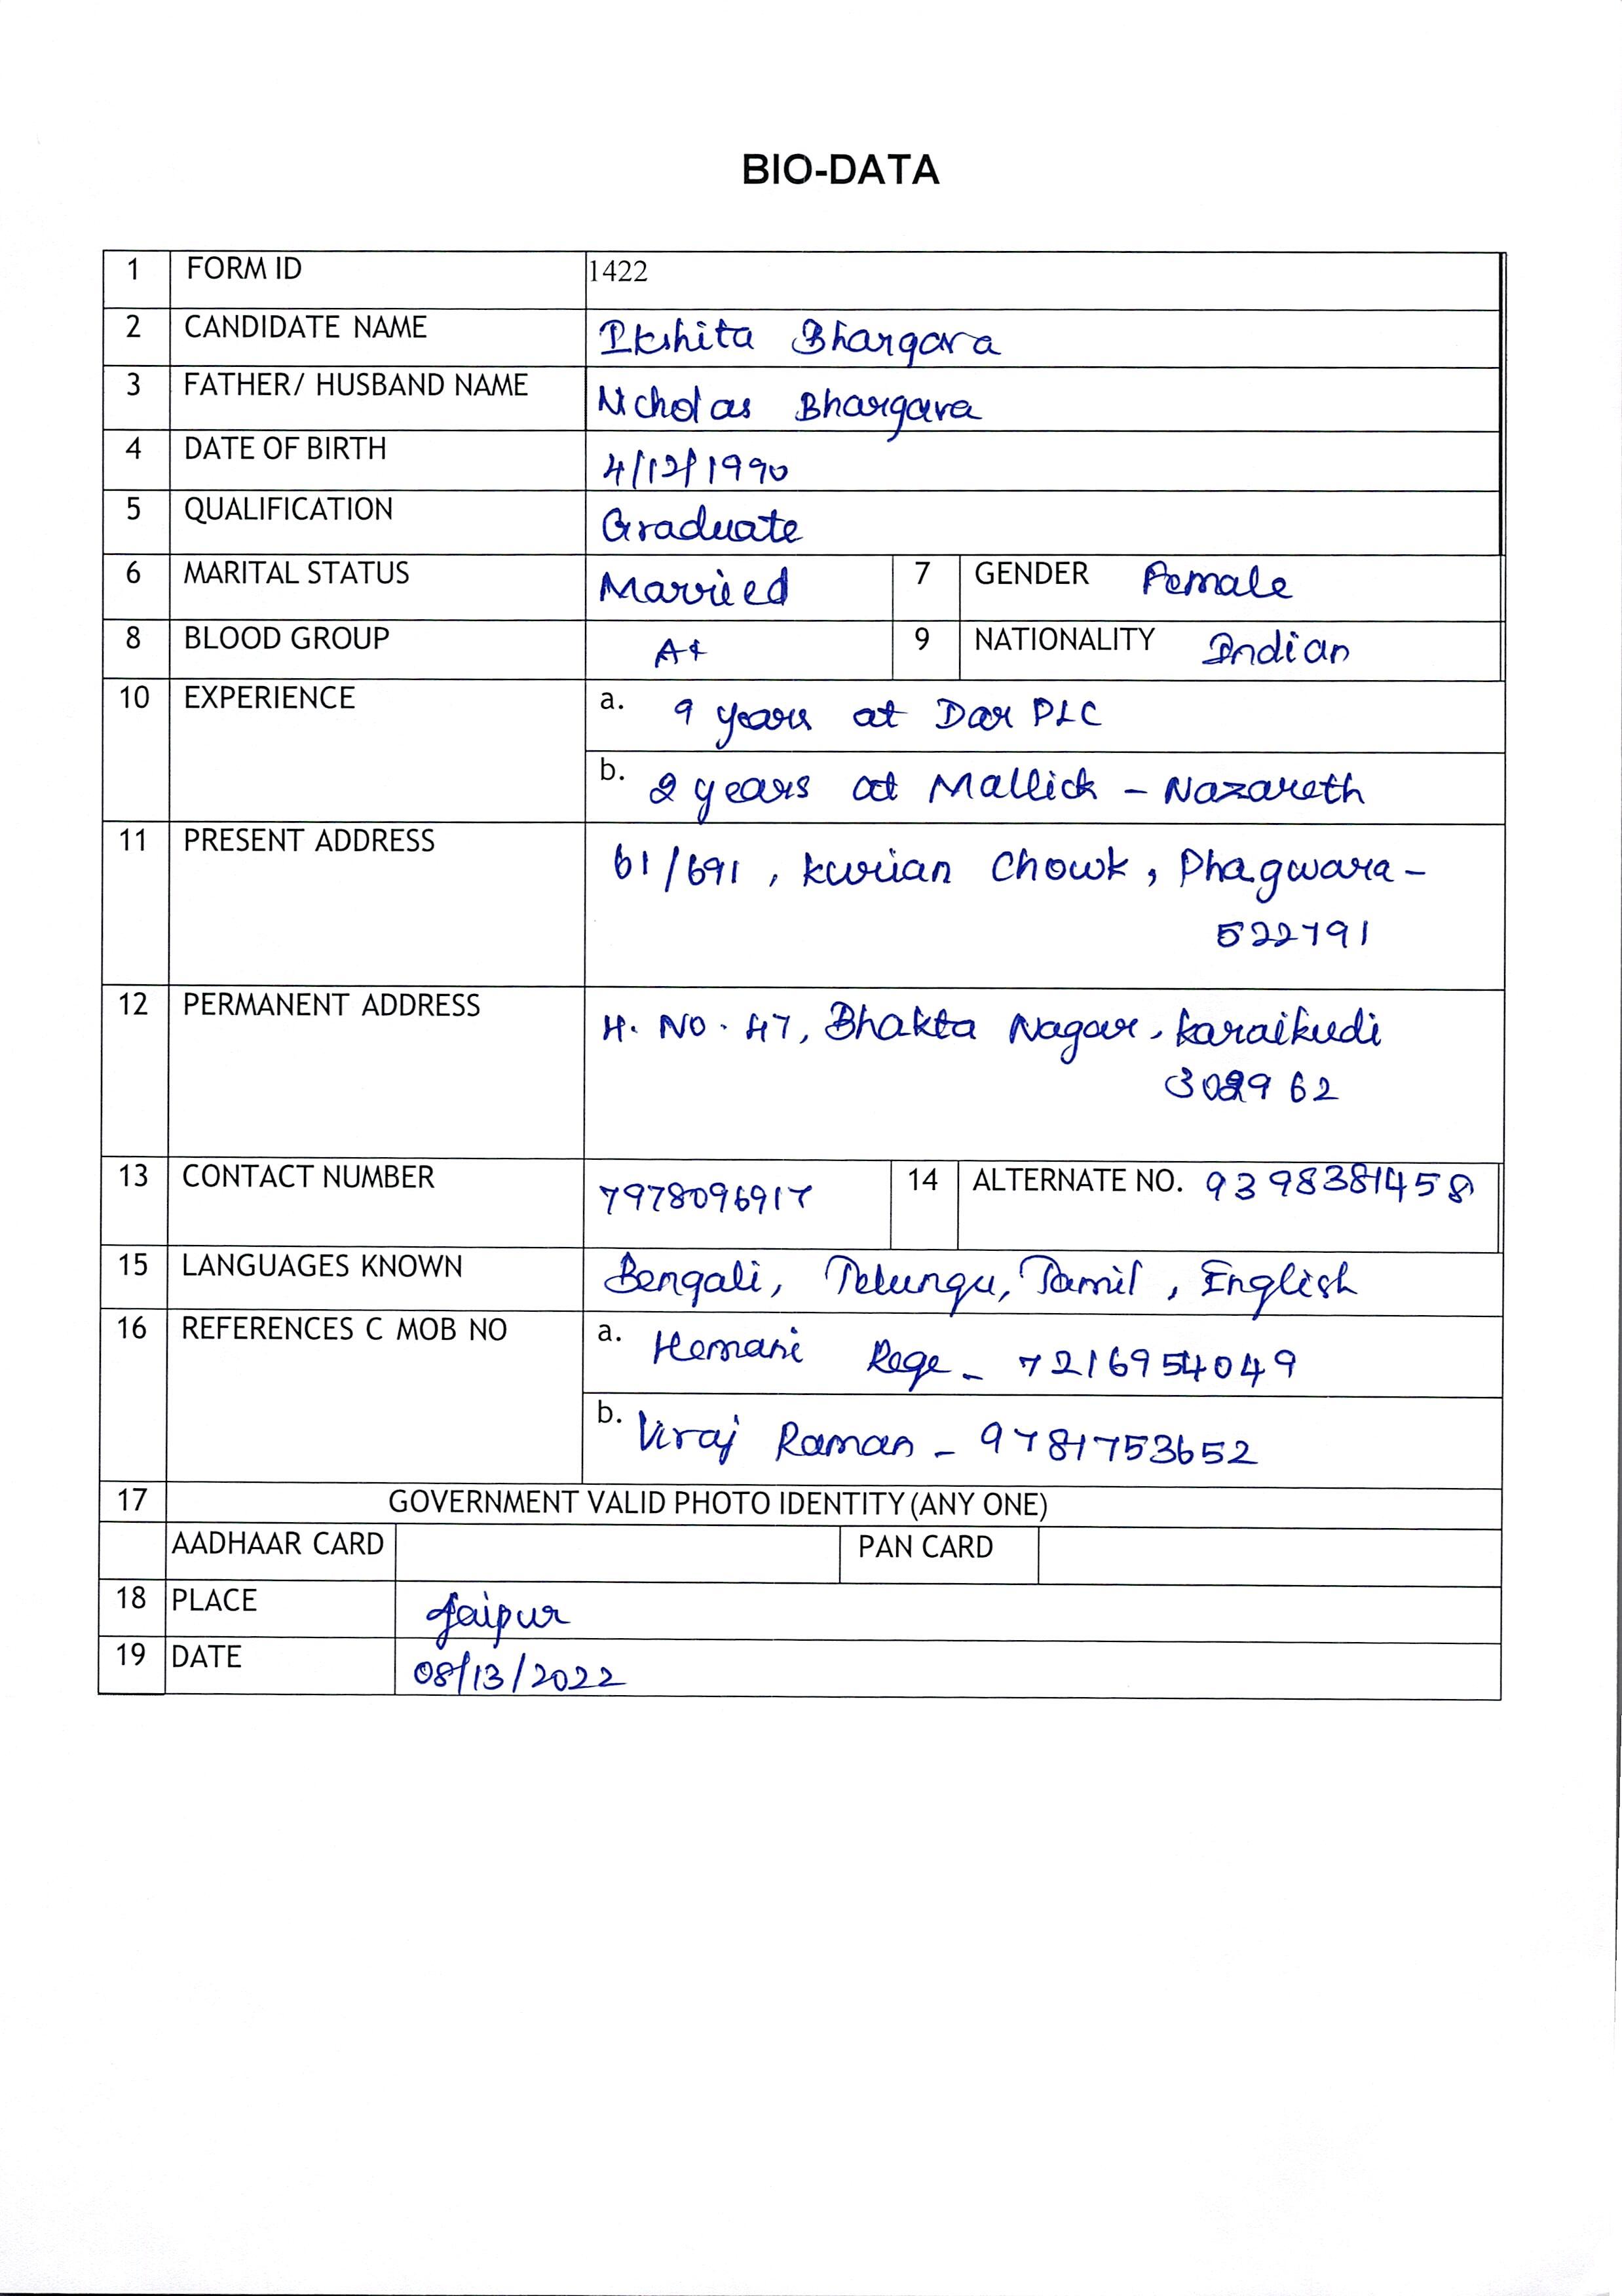 BIO-DATA
1 FORM ID 1422
2 CANDIDATE NAME Ikshita Bhargava
3 FATHER/ HUSBAND NAME Nicholas Bhargava
4 DATE OF BIRTH 4/12/1990
5 QUALIFICATION Graduate
6 MARITAL STATUS Married 7 GENDER Female
8 BLOOD GROUP A+ 9 NATIONALITY Indian
10 EXPERIENCE a. 9 years at Dar PLC
b. 2 years at Mallick - Nazareth
11 PRESENT ADDRESS 61/691, Kurian Chowk, Phagwara -
522791
12 PERMANENT ADDRESS H. No. 47, Bhakta Nagar, Karaikudi
13 CONTACT NUMBER 7978096917 14 ALTERNATE NO. 9398381458
15 LANGUAGES KNOWN Bengali, Telungu, Tamil, English
16 REFERENCES C MOB NO a. Hemani Rege - 7216954049
b. Viraj Raman - 9781753652
17 GOVERNMENT VALID PHOTO IDENTITY (ANY ONE)
AADHAAR CARD PAN CARD
18 PLACE Jaipur
19 DATE 08/13/2022